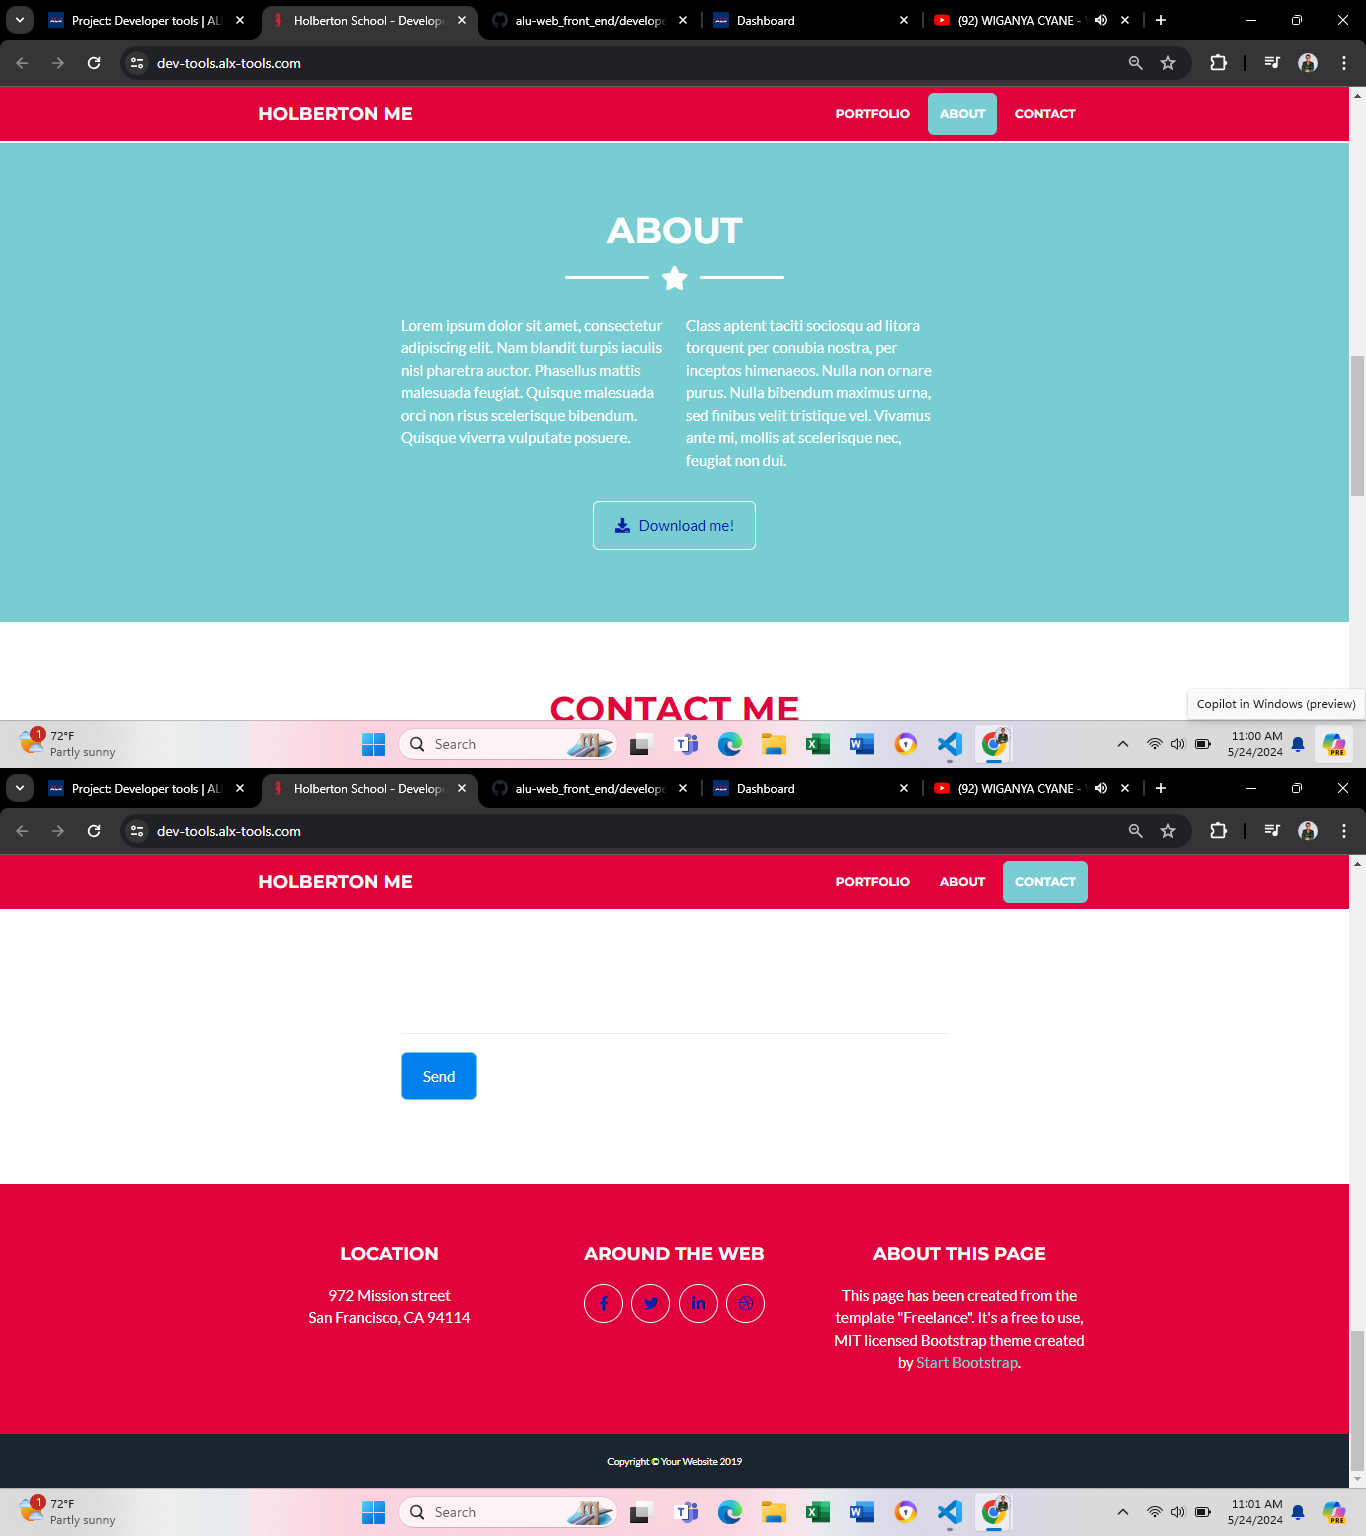 Project: Developer tools | AL
Holberton School - Develope
alu-web_front_end/develope
Dashboard
(92) WIGANYA CYANE -
dev-tools.alx-tools.com
HOLBERTON ME
PORTFOLIO
ABOUT
CONTACT
ABOUT
Lorem ipsum dolor sit amet, consectetur
adipiscing elit. Nam blandit turpis iaculis
nisl pharetra auctor. Phasellus mattis
malesuada feugiat. Quisque malesuada
orci non risus scelerisque bibendum.
Quisque viverra vulputate posuere.
Class aptent taciti sociosqu ad litora
torquent per conubia nostra, per
inceptos himenaeos. Nulla non ornare
purus. Nulla bibendum maximus urna,
sed finibus velit tristique vel. Vivamus
ante mi, mollis at scelerisque nec,
feugiat non dui.
Download me!
CONTACT ME
Copilot in Windows (preview)
1
72°F
Partly sunny
Search
11:00 AM
5/24/2024
PRE
Project: Developer tools | AL
Holberton School - Develope
alu-web_front_end/develope
Dashboard
(92) WIGANYA CYANE -
dev-tools.alx-tools.com
HOLBERTON ME
PORTFOLIO
ABOUT
CONTACT
Send
LOCATION
972 Mission street
San Francisco, CA 94114
AROUND THE WEB
ABOUT THIS PAGE
This page has been created from the
template "Freelance". It's a free to use,
MIT licensed Bootstrap theme created
by Start Bootstrap.
Copyright © Your Website 2019
1
72°F
Partly sunny
Search
11:01 AM
5/24/2024
PRE